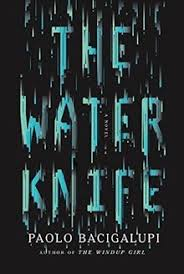 THE
A NOVEL
WATER
KNIFE
PAOLO BACIGALUPI
AUTHOR OF THE WINDUP GIRL